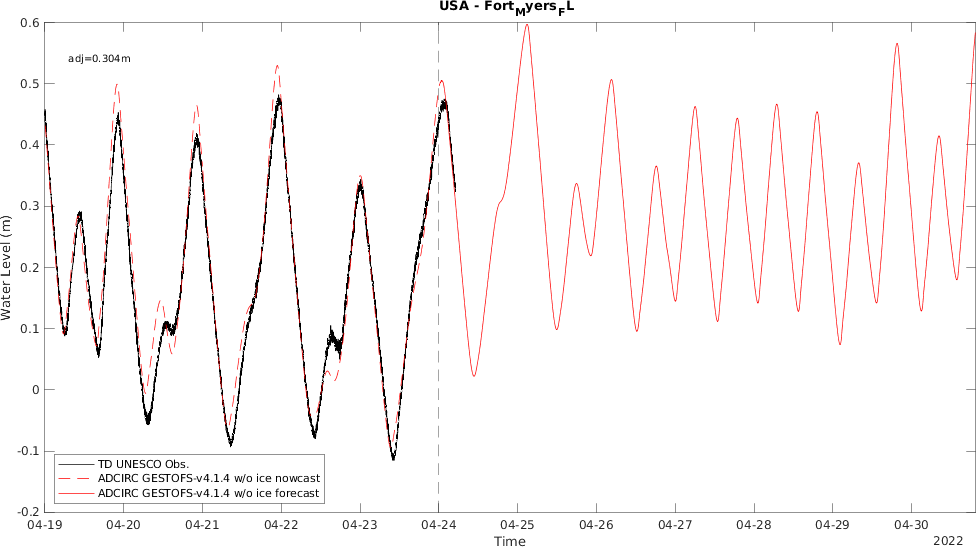 USA - Fort_Myers_FL
adj=0.304m
0.6
0.5
0.4
0.3
0.2
0.1
0
-0.1
-0.2
Water Level (m)
TD UNESCO Obs.
ADCIRC GESTOFS-v4.1.4 w/o ice nowcast
ADCIRC GESTOFS-v4.1.4 w/o ice forecast
04-19 04-20 04-21 04-22 04-23 04-24 04-25 04-26 04-27 04-28 04-29 04-30
Time
2022